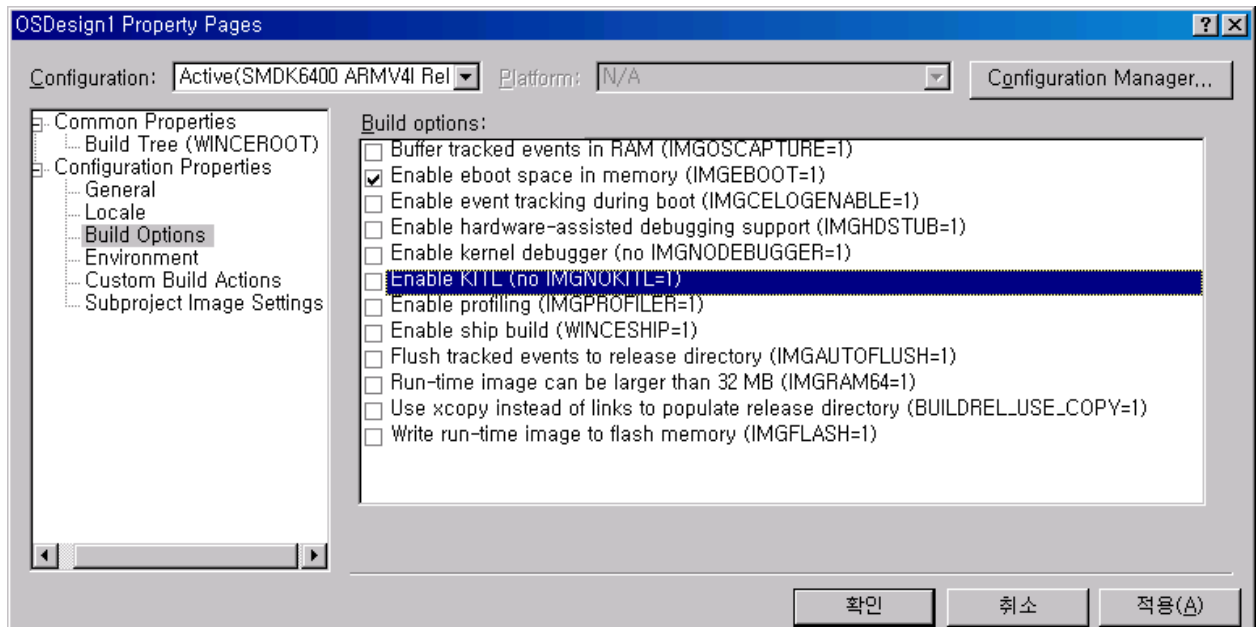 OSDesign1 Property Pages
Configuration: Active(SMDK6400 ARMV4I Rel Platform: N/A Configuration Manager...
Common Properties
Build Tree (WINCEROOT)
Configuration Properties
General
Locale
Build Options
Environment
Custom Build Actions
Subproject Image Settings
Build options:
Buffer tracked events in RAM (IMGOSCAPTURE=1)
Enable eboot space in memory (IMGEBOOT=1)
Enable event tracking during boot (IMGCELOGENABLE=1)
Enable hardware-assisted debugging support (IMGHDSTUB=1)
Enable kernel debugger (no IMGNODEBUGGER=1)
Enable KITL (no IMGNOKITL=1)
Enable profiling (IMGPROFILER=1)
Enable ship build (WINCESHIP=1)
Flush tracked events to release directory (IMGAUTOFLUSH=1)
Run-time image can be larger than 32 MB (IMGRAM64=1)
Use xcopy instead of links to populate release directory (BUILDREL_USE_COPY=1)
Write run-time image to flash memory (IMGFLASH=1)
확인 취소 적용(A)